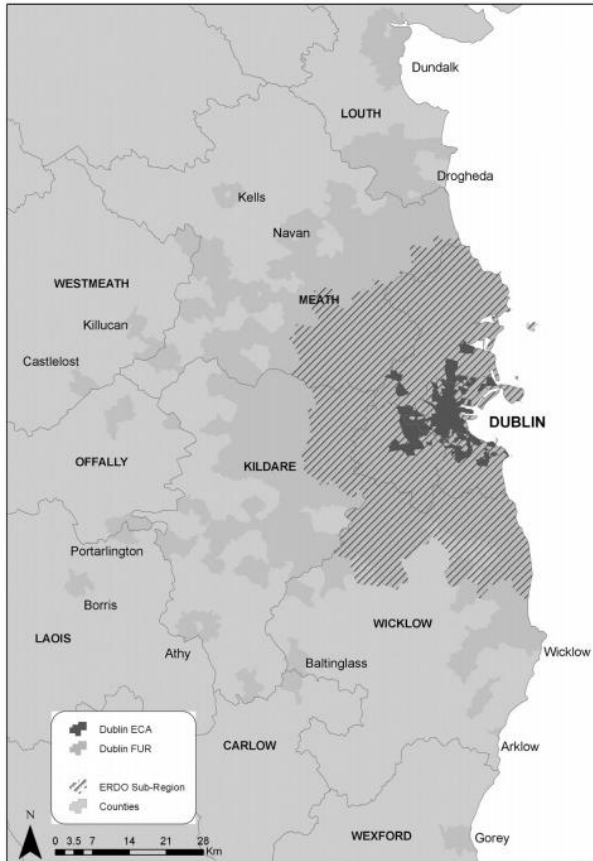 Dundalk
LOUTH
Drogheda
Kells
Navan
WESTMEATH
MEATH
Killucan
Castlelost
DUBLIN
OFFALLY
KILDARE
Portarlington
Borris
WICKLOW
LAOIS
Athy
Baltinglass
Wicklow
Dublin ECA
Dublin FUR
ERDO Sub-Region
Counties
CARLOW
Arklow
N
0 3.5 7 14 21 28
Km
WEXFORD
Gorey